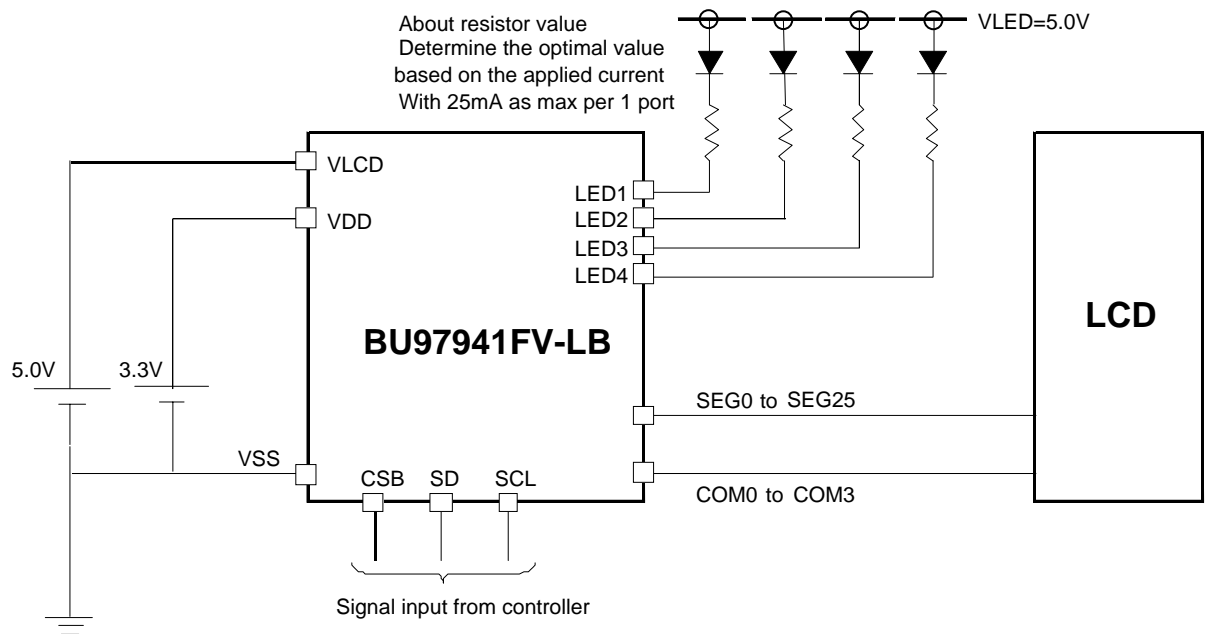 About resistor value
Determine the optimal value
based on the applied current
With 25mA as max per 1 port
VLED=5.0V
VLCD
VDD
LED1
LED2
LED3
LED4
BU97941FV-LB
LCD
5.0V
3.3V
SEG0 to SEG25
VSS
CSB SD SCL
COM0 to COM3
Signal input from controller